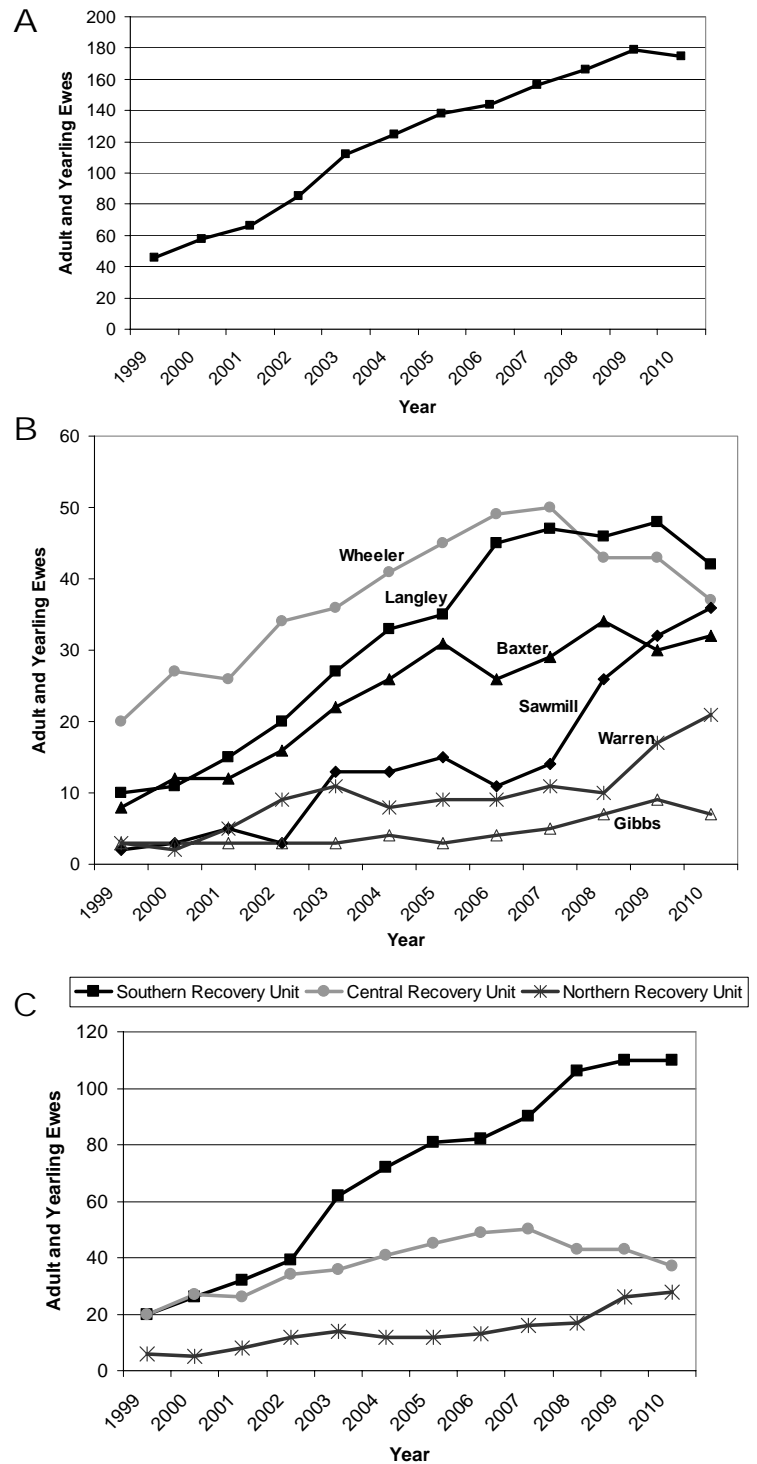 A
200
180
160
140
120
100
80
60
40
20
0
Adult and Yearling Ewes
1999 2000 2001 2002 2003 2004 2005 2006 2007 2008 2009 2010
Year
B
60
50
40
30
20
10
0
Adult and Yearling Ewes
Wheeler
Langley
Baxter
Sawmill
Warren
Gibbs
1999 2000 2001 2002 2003 2004 2005 2006 2007 2008 2009 2010
Year
C
Southern Recovery Unit Central Recovery Unit Northern Recovery Unit
120
100
80
60
40
20
0
Adult and Yearling Ewes
1999 2000 2001 2002 2003 2004 2005 2006 2007 2008 2009 2010
Year